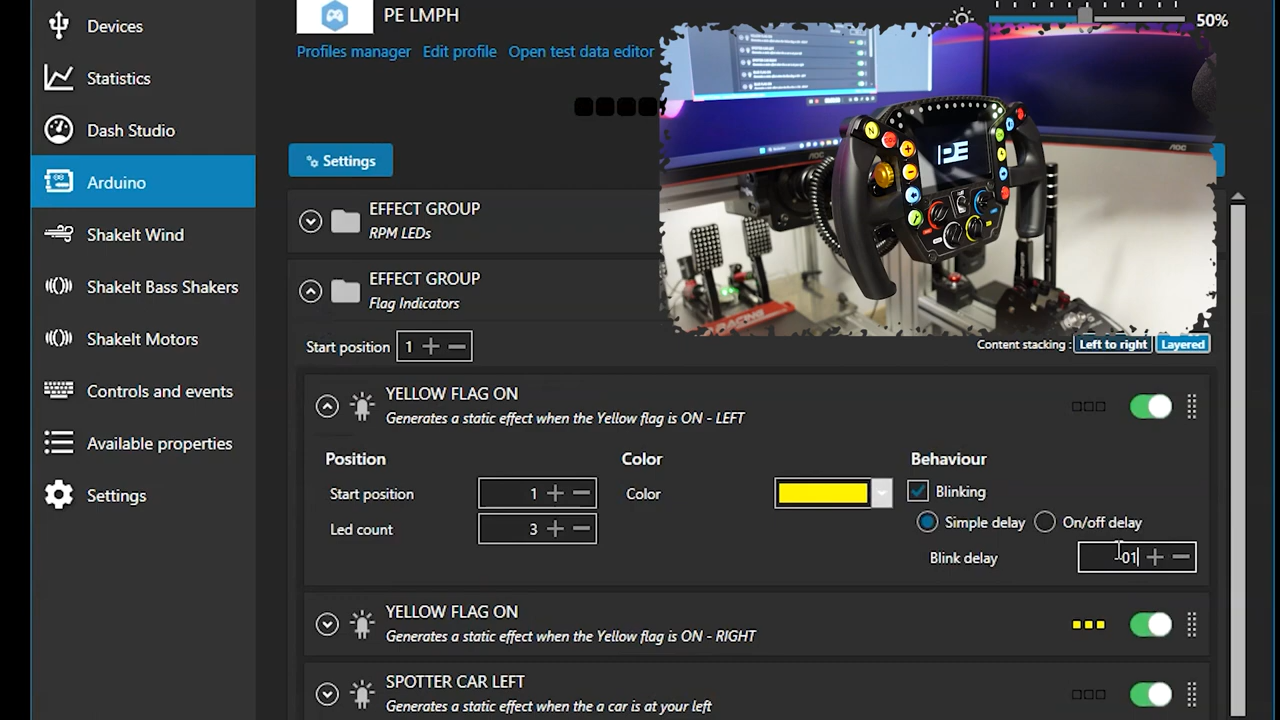 Devices
Statistics
Dash Studio
Arduino
ShakeIt Wind
ShakeIt Bass Shakers
ShakeIt Motors
Controls and events
Available properties
Settings
PE LMPH
Profiles manager
Edit profile
Open test data editor
50%
Settings
EFFECT GROUP
RPM LEDs
EFFECT GROUP
Flag Indicators
Start position
1
Content stacking :
Left to right
Layered
YELLOW FLAG ON
Generates a static effect when the Yellow flag is ON - LEFT
Position
Color
Behaviour
Start position
1
Color
Blinking
Led count
3
Simple delay
On/off delay
Blink delay
01
YELLOW FLAG ON
Generates a static effect when the Yellow flag is ON - RIGHT
SPOTTER CAR LEFT
Generates a static effect when the a car is at your left
AOC
AOC
N
PE
RACING